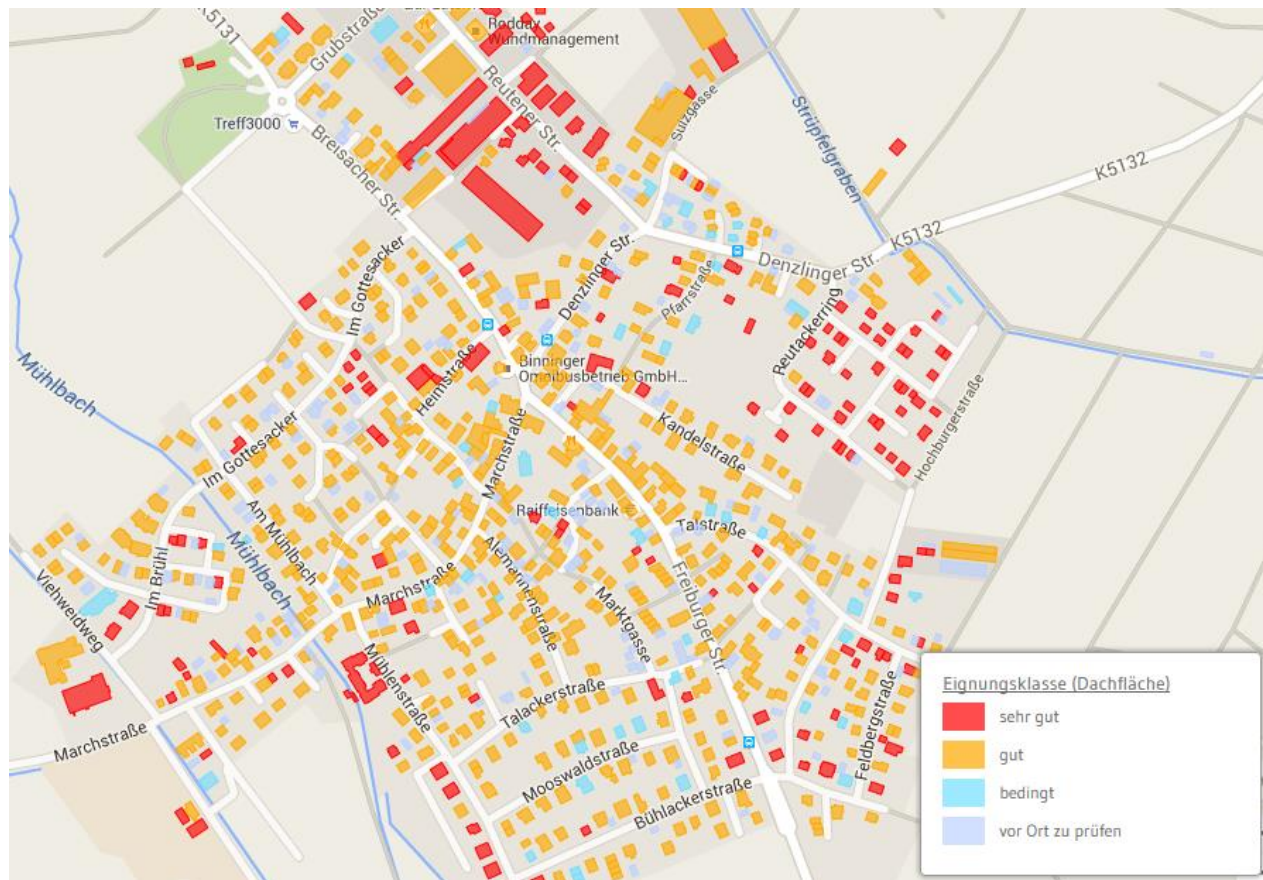 K5131
Grubstraße
Rodday
Wundmanagement
Reutener Str.
Sulzgasse
Strüpfelgraben
K5132
Treff3000
Breisacher Str.
K5132
Denzlinger Str.
Im Gottesacker
Denzlinger Str.
Pfarrstraße
Reutackerring
Mühlbach
Heimstraße
Binninger
Omnibusbetrieb GmbH...
Kandelstraße
Hochburgerstraße
Im Gottesacker
Marchstraße
Raiffeisenbank
Talstraße
Am Mühlbach
Mühlbach
Im Brühl
Viehweidweg
Marchstraße
Alemannenstraße
Marktgasse
Freiburger Str.
Mühlenstraße
Talackerstraße
Feldbergstraße
Marchstraße
Mooswaldstraße
Bühlackerstraße
Eignungsklasse (Dachfläche)
sehr gut
gut
bedingt
vor Ort zu prüfen